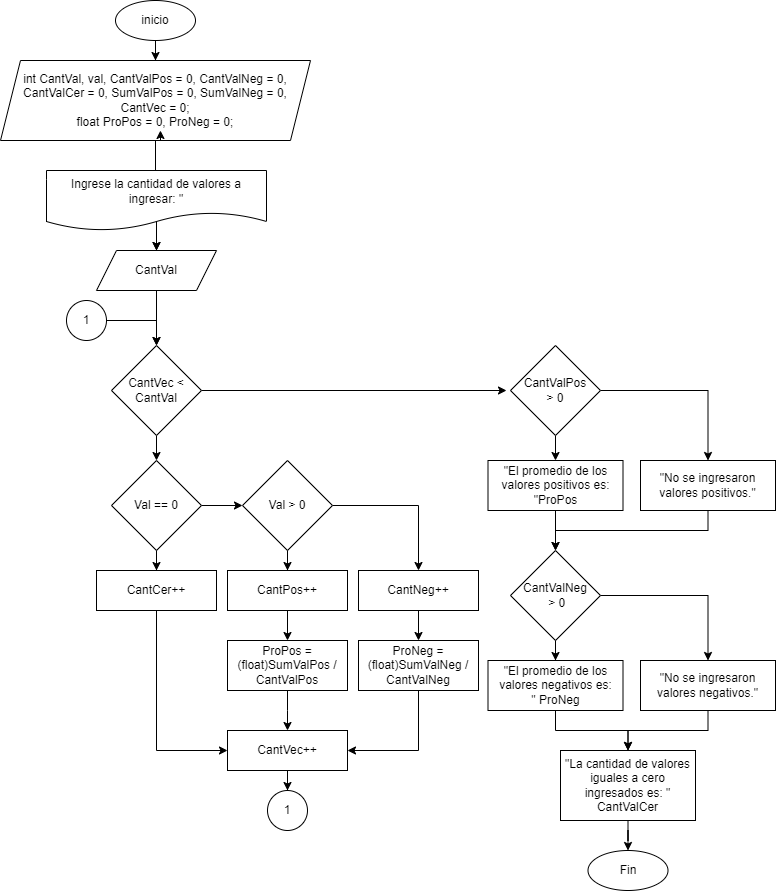 inicio
int CantVal, val, CantValPos = 0, CantValNeg = 0,
CantValCer = 0, SumValPos = 0, SumValNeg = 0,
CantVec = 0;
float ProPos = 0, ProNeg = 0;
Ingrese la cantidad de valores a
ingresar: "
CantVal
1
CantVec <
CantVal
CantValPos
> 0
"El promedio de los
valores positivos es:
"ProPos
"No se ingresaron
valores positivos."
Val == 0
Val > 0
CantCer++
CantPos++
CantNeg++
CantValNeg
> 0
ProPos =
(float)SumValPos /
CantValPos
ProNeg =
(float)SumValNeg /
CantValNeg
"El promedio de los
valores negativos es:
" ProNeg
"No se ingresaron
valores negativos."
CantVec++
1
"La cantidad de valores
iguales a cero
ingresados es: "
CantValCer
Fin